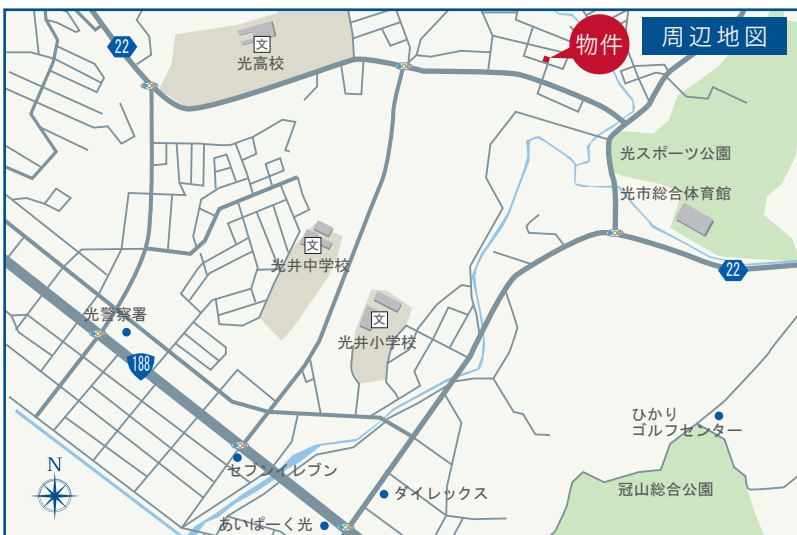 周辺地図
物件
22
文
光高校
光スポーツ公園
光市総合体育館
文
光井中学校
22
光警察署
文
光井小学校
188
ひかり
ゴルフセンター
セブンイレブン
N
ダイレックス
冠山総合公園
あいぱーく光